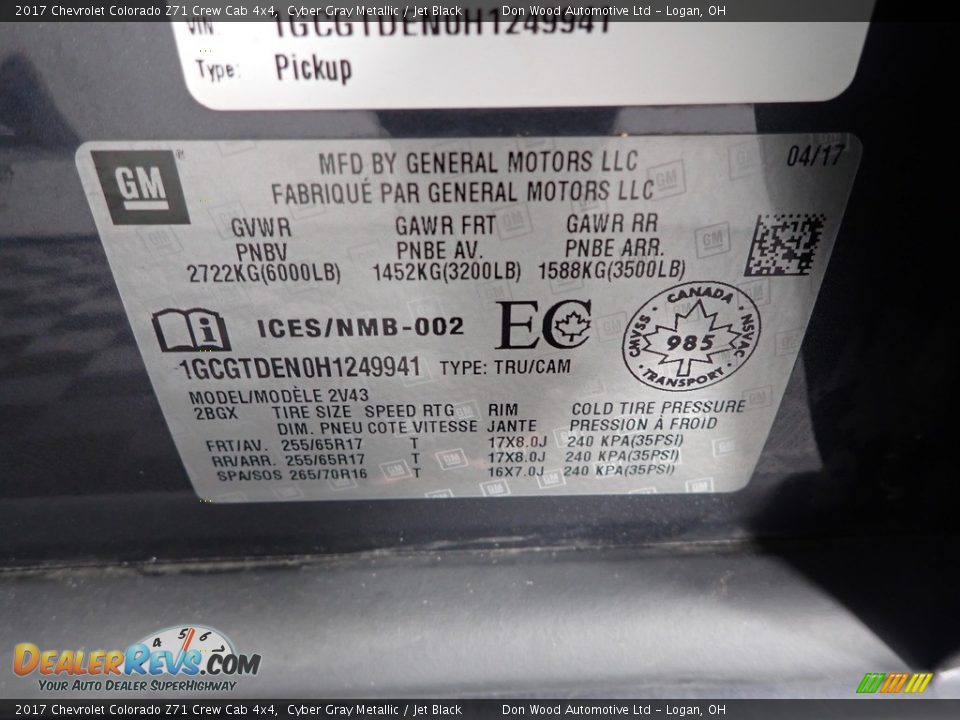 2017 Chevrolet Colorado Z71 Crew Cab 4x4, Cyber Gray Metallic / Jet Black Don Wood Automotive Ltd - Logan, OH
VIN: 1GCGTDEN0H1249941
Type: Pickup
GM
MFD BY GENERAL MOTORS LLC 04/17
FABRIQUÉ PAR GENERAL MOTORS LLC
GVWR GAWR FRT GAWR RR
PNBV PNBE AV. PNBE ARR.
2722KG(6000LB) 1452KG(3200LB) 1588KG(3500LB)
i ICES/NMB-002 EC
CANADA CMVSS NSVAC 985 TRANSPORT
1GCGTDEN0H1249941 TYPE: TRU/CAM
MODEL/MODÈLE 2V43
2BGX TIRE SIZE SPEED RTG RIM COLD TIRE PRESSURE
DIM. PNEU COTE VITESSE JANTE PRESSION À FROID
FRT/AV. 255/65R17 T 17X8.0J 240 KPA(35PSI)
RR/ARR. 255/65R17 T 17X8.0J 240 KPA(35PSI)
SPA/SOS 265/70R16 T 16X7.0J 240 KPA(35PSI)
4 5 6
DEALERREVS.COM
YOUR AUTO DEALER SUPERHIGHWAY
2017 Chevrolet Colorado Z71 Crew Cab 4x4, Cyber Gray Metallic / Jet Black Don Wood Automotive Ltd - Logan, OH